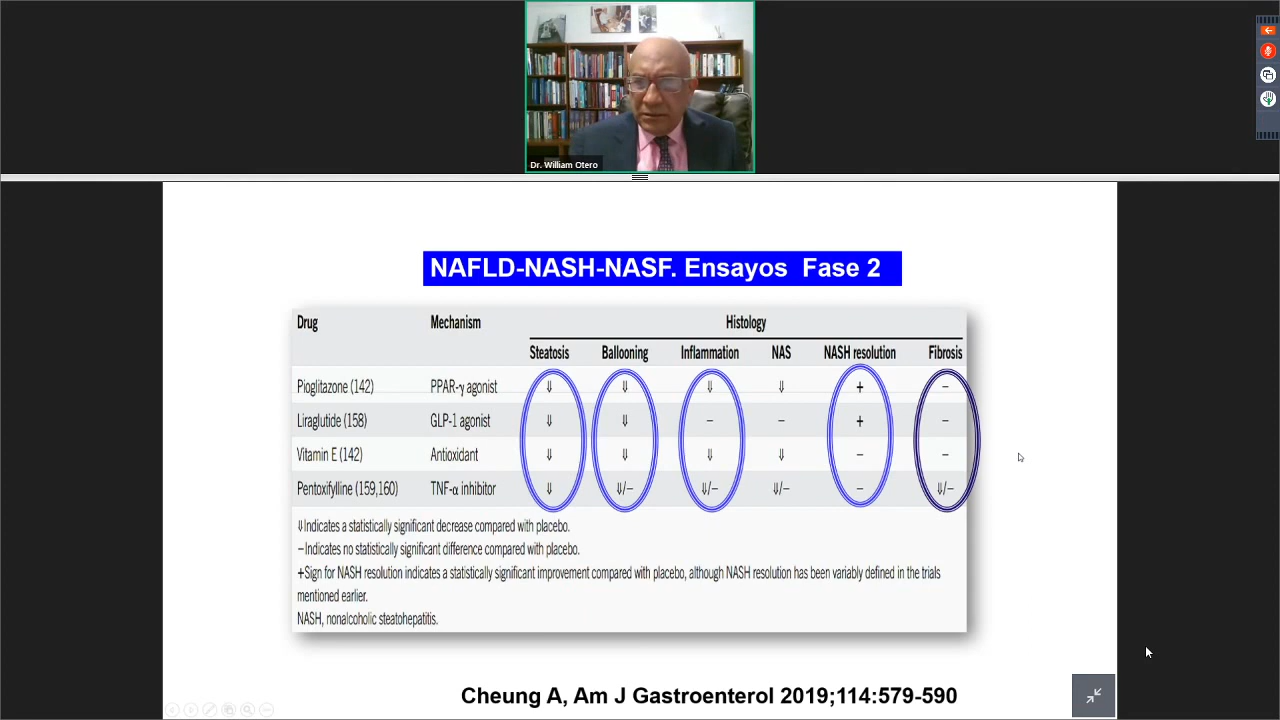 Dr. William Otero
NAFLD-NASH-NASF. Ensayos Fase 2
Drug Mechanism Histology
Steatosis Ballooning Inflammation NAS NASH resolution Fibrosis
Pioglitazone (142) PPAR-γ agonist ⇓ ⇓ ⇓ ⇓ + −
Liraglutide (158) GLP-1 agonist ⇓ ⇓ − − + −
Vitamin E (142) Antioxidant ⇓ ⇓ ⇓ ⇓ − −
Pentoxifylline (159,160) TNF-α inhibitor ⇓ ⇓/− ⇓/− ⇓/− − ⇓/−
⇓Indicates a statistically significant decrease compared with placebo.
−Indicates no statistically significant difference compared with placebo.
+Sign for NASH resolution indicates a statistically significant improvement compared with placebo, although NASH resolution has been variably defined in the trials
mentioned earlier.
NASH, nonalcoholic steatohepatitis.
Cheung A, Am J Gastroenterol 2019;114:579-590